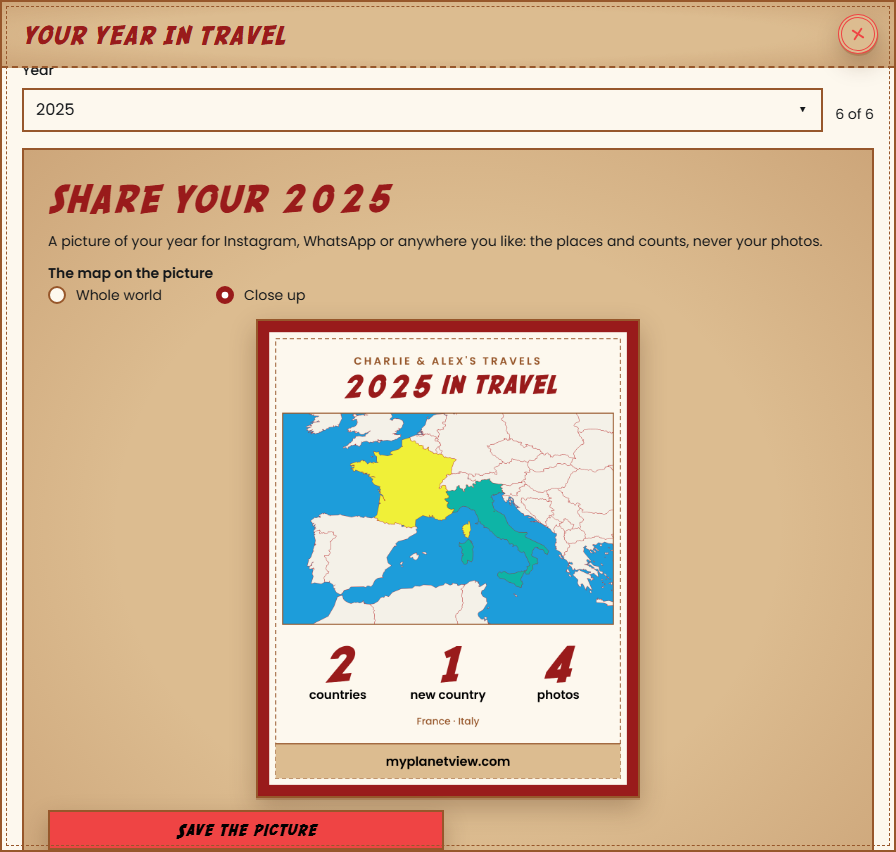 YOUR YEAR IN TRAVEL
Year
2025
6 of 6
SHARE YOUR 2025
A picture of your year for Instagram, WhatsApp or anywhere you like: the places and counts, never your photos.
The map on the picture
Whole world
Close up
CHARLIE & ALEX'S TRAVELS
2025 IN TRAVEL
2 1 4
countries new country photos
France · Italy
myplanetview.com
SAVE THE PICTURE